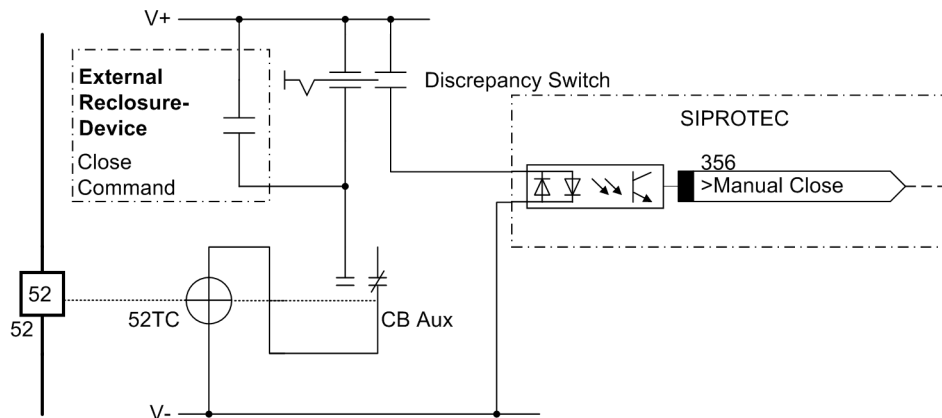 V+
External
Reclosure-
Device
Close
Command
Discrepancy Switch
SIPROTEC
356
>Manual Close
52
52
52TC
CB Aux
V-